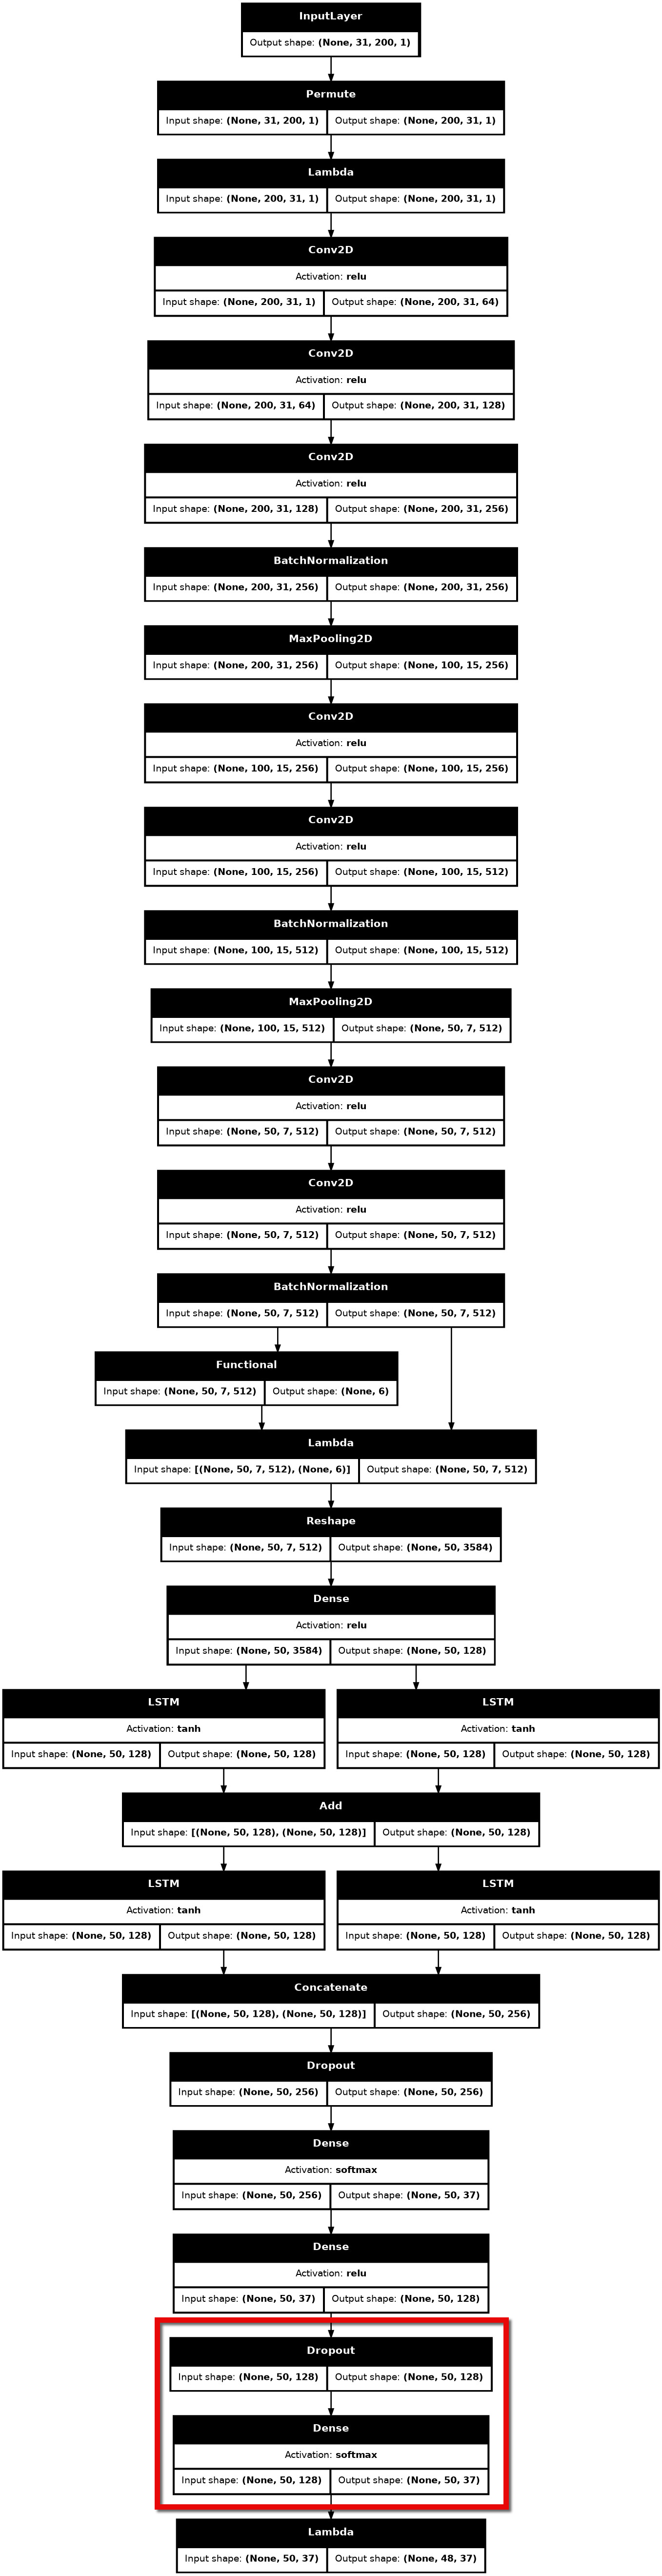 InputLayer
Output shape: (None, 31, 200, 1)
Permute
Input shape: (None, 31, 200, 1) Output shape: (None, 200, 31, 1)
Lambda
Input shape: (None, 200, 31, 1) Output shape: (None, 200, 31, 1)
Conv2D
Activation: relu
Input shape: (None, 200, 31, 1) Output shape: (None, 200, 31, 64)
Conv2D
Activation: relu
Input shape: (None, 200, 31, 64) Output shape: (None, 200, 31, 128)
Conv2D
Activation: relu
Input shape: (None, 200, 31, 128) Output shape: (None, 200, 31, 256)
BatchNormalization
Input shape: (None, 200, 31, 256) Output shape: (None, 200, 31, 256)
MaxPooling2D
Input shape: (None, 200, 31, 256) Output shape: (None, 100, 15, 256)
Conv2D
Activation: relu
Input shape: (None, 100, 15, 256) Output shape: (None, 100, 15, 256)
Conv2D
Activation: relu
Input shape: (None, 100, 15, 256) Output shape: (None, 100, 15, 512)
BatchNormalization
Input shape: (None, 100, 15, 512) Output shape: (None, 100, 15, 512)
MaxPooling2D
Input shape: (None, 100, 15, 512) Output shape: (None, 50, 7, 512)
Conv2D
Activation: relu
Input shape: (None, 50, 7, 512) Output shape: (None, 50, 7, 512)
Conv2D
Activation: relu
Input shape: (None, 50, 7, 512) Output shape: (None, 50, 7, 512)
BatchNormalization
Input shape: (None, 50, 7, 512) Output shape: (None, 50, 7, 512)
Functional
Input shape: (None, 50, 7, 512) Output shape: (None, 6)
Lambda
Input shape: [(None, 50, 7, 512), (None, 6)] Output shape: (None, 50, 7, 512)
Reshape
Input shape: (None, 50, 7, 512) Output shape: (None, 50, 3584)
Dense
Activation: relu
Input shape: (None, 50, 3584) Output shape: (None, 50, 128)
LSTM LSTM
Activation: tanh Activation: tanh
Input shape: (None, 50, 128) Output shape: (None, 50, 128) Input shape: (None, 50, 128) Output shape: (None, 50, 128)
Add
Input shape: [(None, 50, 128), (None, 50, 128)] Output shape: (None, 50, 128)
LSTM LSTM
Activation: tanh Activation: tanh
Input shape: (None, 50, 128) Output shape: (None, 50, 128) Input shape: (None, 50, 128) Output shape: (None, 50, 128)
Concatenate
Input shape: [(None, 50, 128), (None, 50, 128)] Output shape: (None, 50, 256)
Dropout
Input shape: (None, 50, 256) Output shape: (None, 50, 256)
Dense
Activation: softmax
Input shape: (None, 50, 256) Output shape: (None, 50, 37)
Dense
Activation: relu
Input shape: (None, 50, 37) Output shape: (None, 50, 128)
Dropout
Input shape: (None, 50, 128) Output shape: (None, 50, 128)
Dense
Activation: softmax
Input shape: (None, 50, 128) Output shape: (None, 50, 37)
Lambda
Input shape: (None, 50, 37) Output shape: (None, 48, 37)